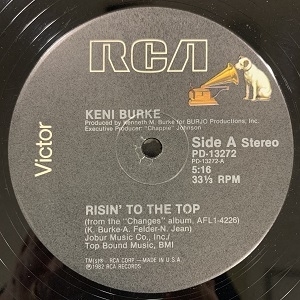 RCA
KENI BURKE
Produced by Kenneth M. Burke for BURJO Productions, Inc.
Executive Producer: "Chappie" Johnson
Victor
Side A Stereo
PD-13272
PD-13272-A
5:16
33⅓ RPM
RISIN' TO THE TOP
(from the "Changes" album, AFL1-4226)
(K. Burke-A. Felder-N. Jean)
Jobur Music Co., Inc./
Top Bound Music, BMI
TM(s)® · RCA CORP — MADE IN U.S.A.
℗1982 RCA RECORDS